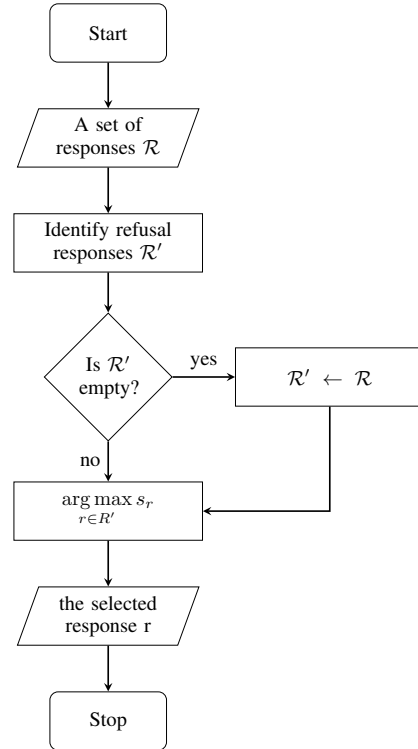 Start
A set of
responses ℛ
Identify refusal
responses ℛ′
Is ℛ′
empty?
yes
ℛ′ ← ℛ
no
arg max s_r
r∈R′
the selected
response r
Stop